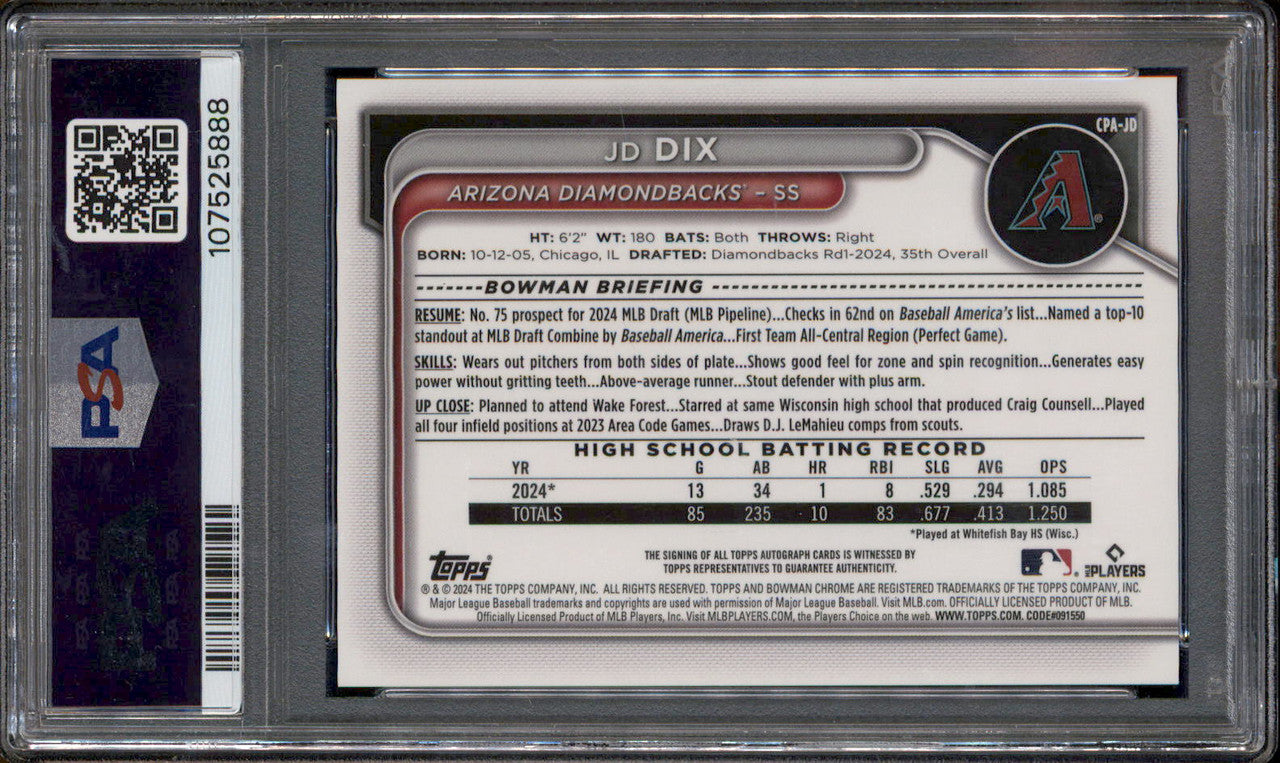 107525888
PSA
CPA-JD
JD DIX
ARIZONA DIAMONDBACKS - SS
HT: 6'2" WT: 180 BATS: Both THROWS: Right
BORN: 10-12-05, Chicago, IL DRAFTED: Diamondbacks Rd1-2024, 35th Overall
BOWMAN BRIEFING
RESUME: No. 75 prospect for 2024 MLB Draft (MLB Pipeline)...Checks in 62nd on Baseball America's list...Named a top-10
standout at MLB Draft Combine by Baseball America...First Team All-Central Region (Perfect Game).
SKILLS: Wears out pitchers from both sides of plate...Shows good feel for zone and spin recognition...Generates easy
power without gritting teeth...Above-average runner...Stout defender with plus arm.
UP CLOSE: Planned to attend Wake Forest...Starred at same Wisconsin high school that produced Craig Counsell...Played
all four infield positions at 2023 Area Code Games...Draws D.J. LeMahieu comps from scouts.
HIGH SCHOOL BATTING RECORD
YR G AB HR RBI SLG AVG OPS
2024* 13 34 1 8 .529 .294 1.085
TOTALS 85 235 10 83 .677 .413 1.250
*Played at Whitefish Bay HS (Wisc.)
Topps®
THE SIGNING OF ALL TOPPS AUTOGRAPH CARDS IS WITNESSED BY
TOPPS REPRESENTATIVES TO GUARANTEE AUTHENTICITY.
MLB PLAYERS
® & © 2024 THE TOPPS COMPANY, INC. ALL RIGHTS RESERVED. TOPPS AND BOWMAN CHROME ARE REGISTERED TRADEMARKS OF THE TOPPS COMPANY, INC.
Major League Baseball trademarks and copyrights are used with permission of Major League Baseball. Visit MLB.com. OFFICIALLY LICENSED PRODUCT OF MLB.
Officially Licensed Product of MLB Players, Inc. Visit MLBPLAYERS.COM, the Players Choice on the web. WWW.TOPPS.COM. CODE#091550